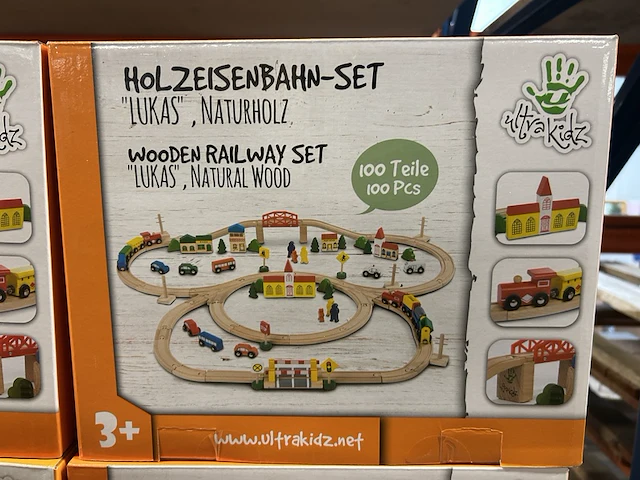 HOLZEISENBAHN-SET
"LUKAS", NATURHOLZ
WOODEN RAILWAY SET
"LUKAS", NATURAL WOOD
100 Teile
100 Pcs
ultrakidz
3+
www.ultrakidz.net